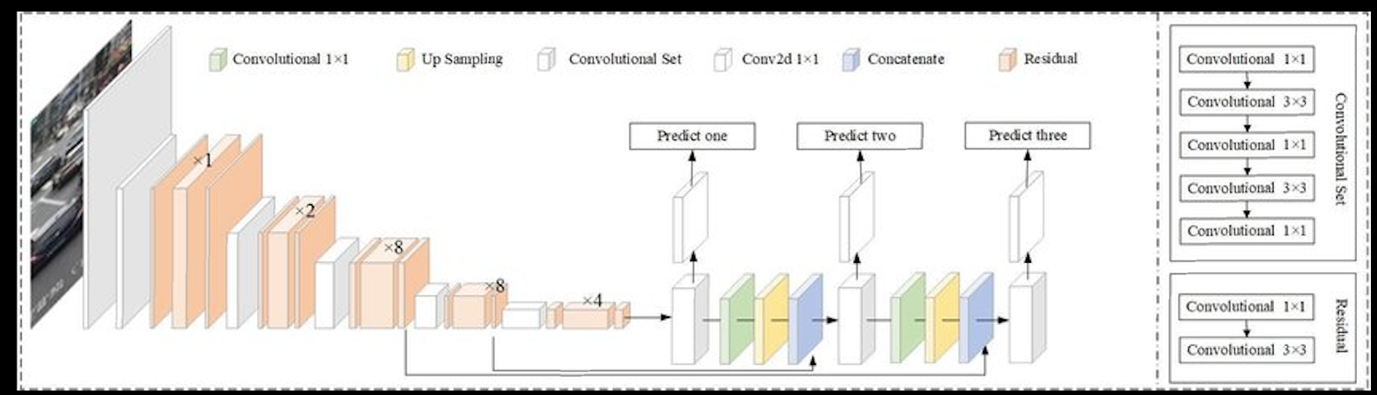 Convolutional 1×1
Up Sampling
Convolutional Set
Conv2d 1×1
Concatenate
Residual
×1
×2
×8
×8
×4
Predict one
Predict two
Predict three
Convolutional 1×1
Convolutional 3×3
Convolutional 1×1
Convolutional 3×3
Convolutional 1×1
Convolutional Set
Convolutional 1×1
Convolutional 3×3
Residual